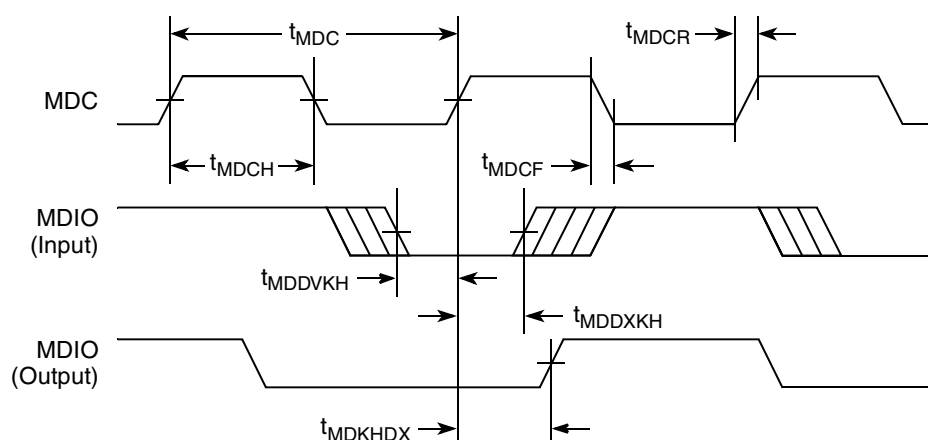 tMDC
tMDCR
MDC
tMDCH
tMDCF
MDIO
(Input)
tMDDVKH
tMDDXKH
MDIO
(Output)
tMDKHDX